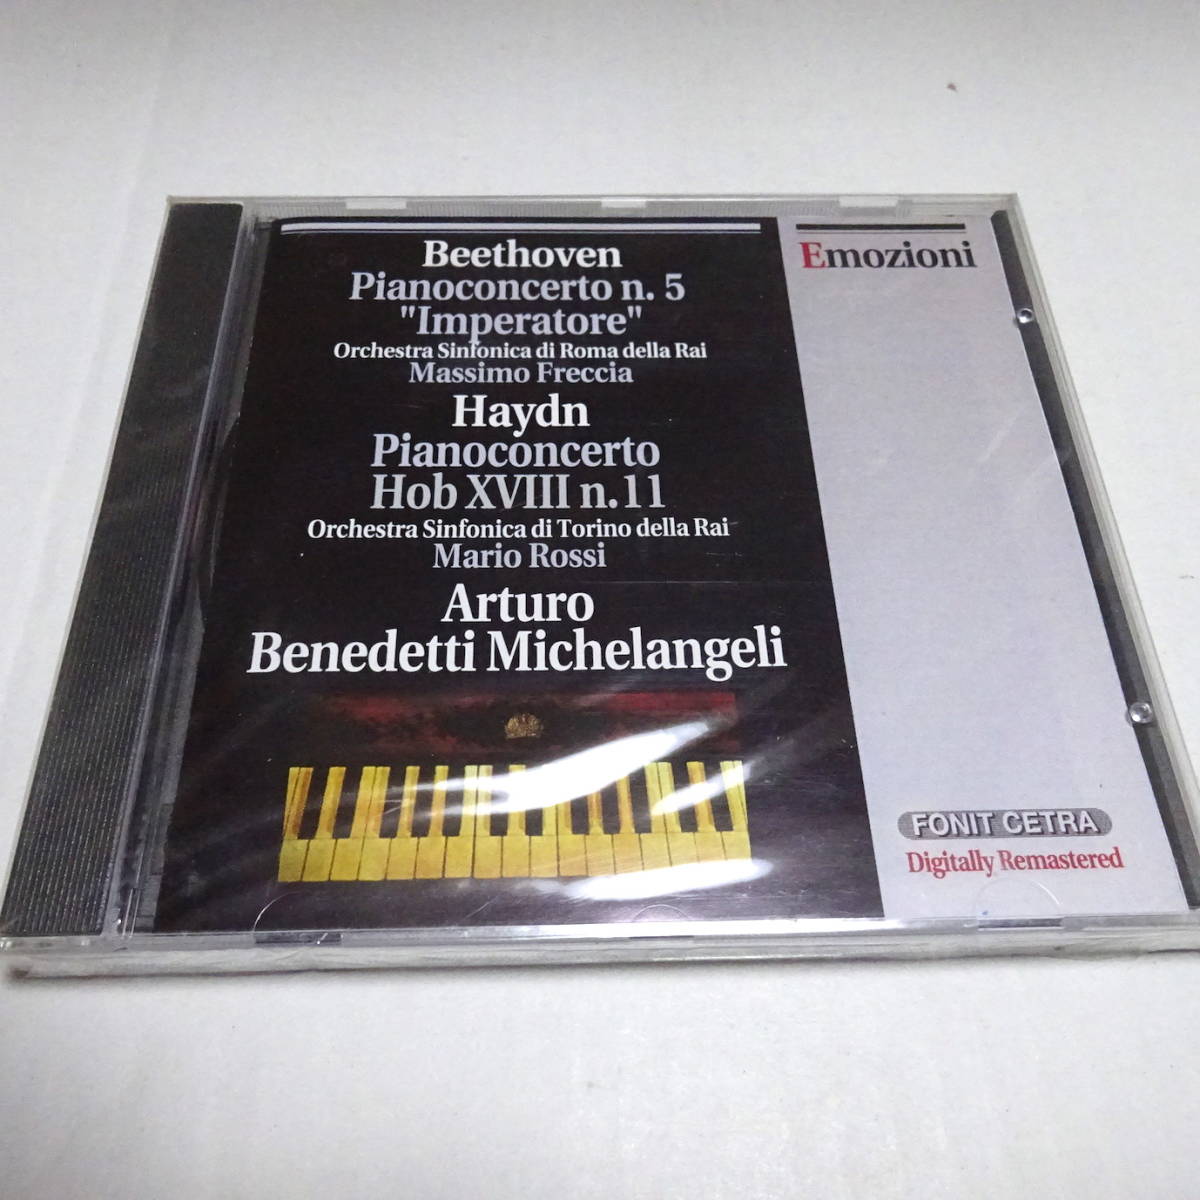 Beethoven
Pianoconcerto n. 5
"Imperatore"
Orchestra Sinfonica di Roma della Rai
Massimo Freccia
Haydn
Pianoconcerto
Hob XVIII n.11
Orchestra Sinfonica di Torino della Rai
Mario Rossi
Arturo
Benedetti Michelangeli
Emozioni
FONIT CETRA
Digitally Remastered